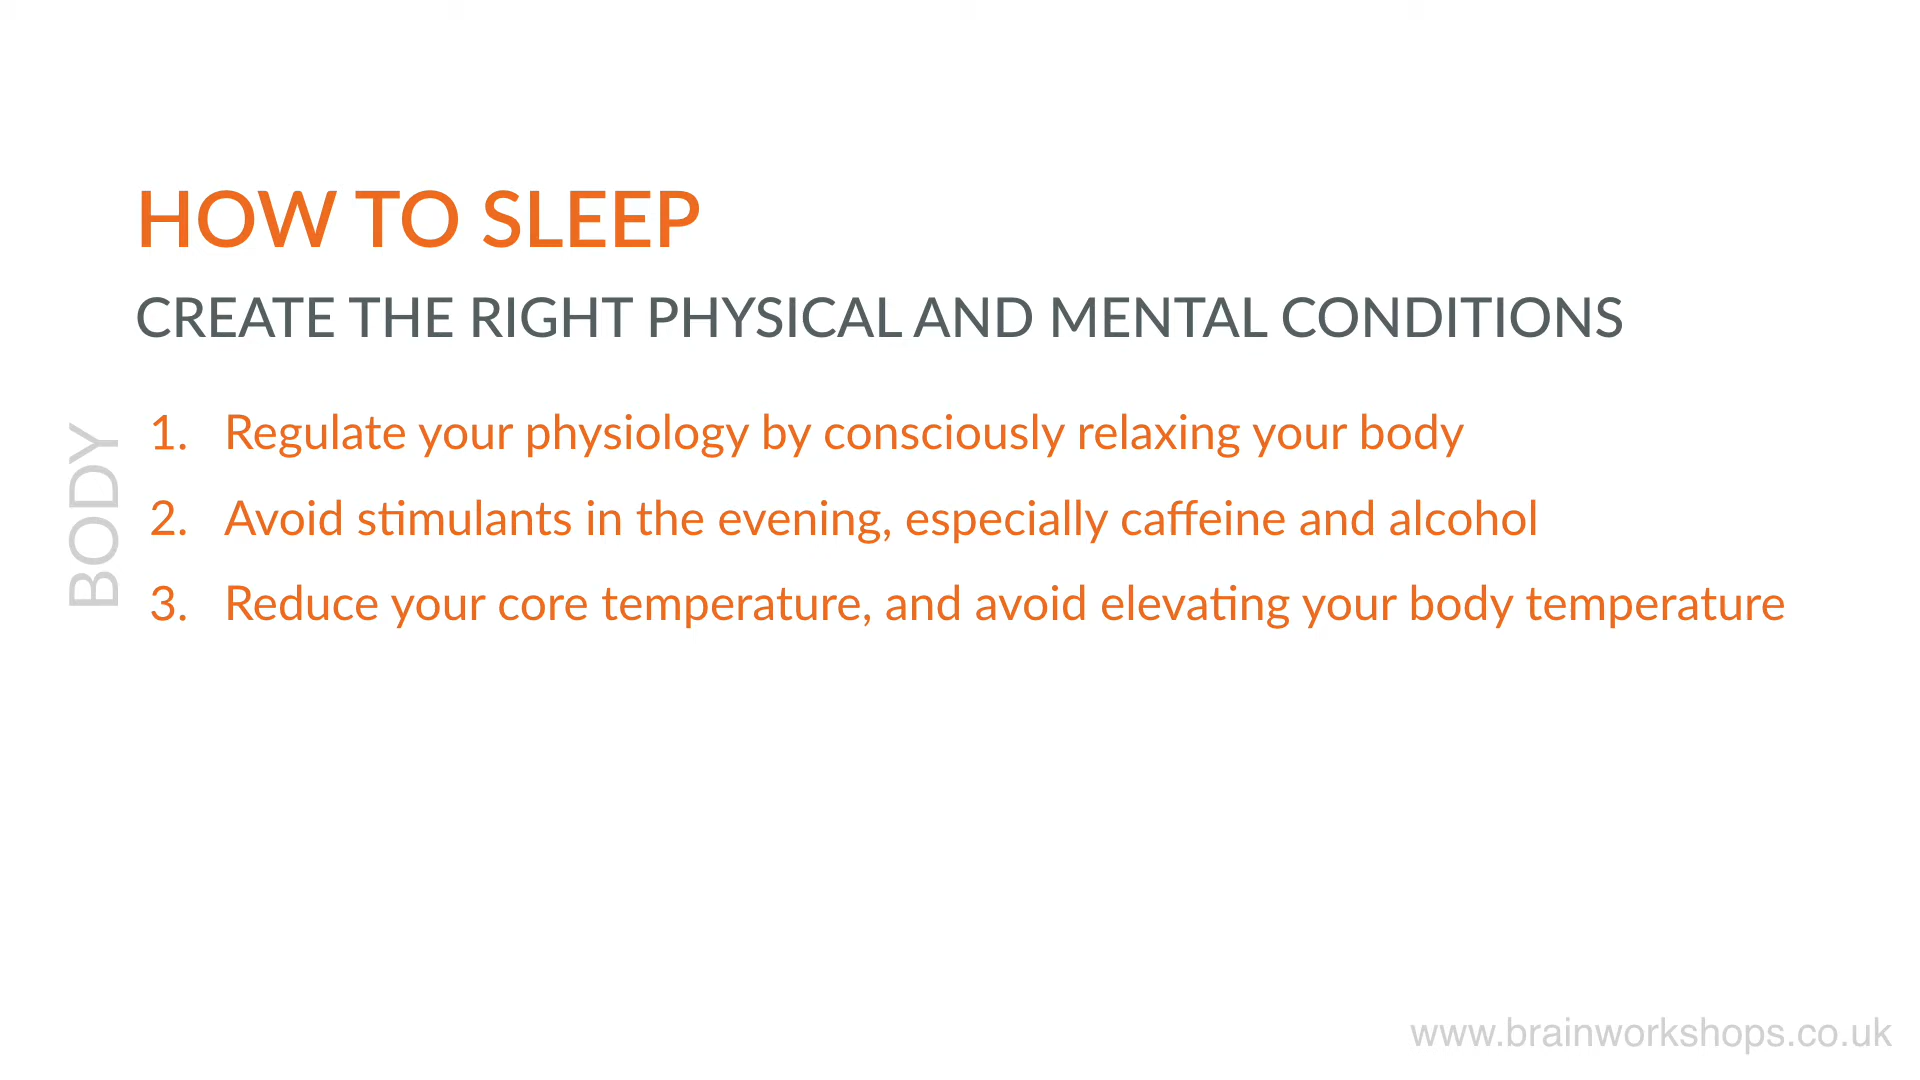 HOW TO SLEEP
CREATE THE RIGHT PHYSICAL AND MENTAL CONDITIONS
BODY
1. Regulate your physiology by consciously relaxing your body
2. Avoid stimulants in the evening, especially caffeine and alcohol
3. Reduce your core temperature, and avoid elevating your body temperature
www.brainworkshops.co.uk